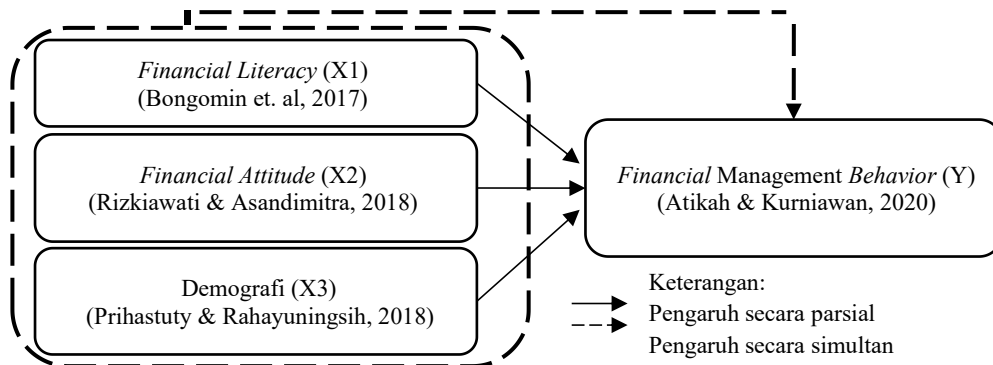 Financial Literacy (X1)
(Bongomin et. al, 2017)
Financial Attitude (X2)
(Rizkiawati & Asandimitra, 2018)
Demografi (X3)
(Prihastuty & Rahayuningsih, 2018)
Financial Management Behavior (Y)
(Atikah & Kurniawan, 2020)
Keterangan:
Pengaruh secara parsial
Pengaruh secara simultan